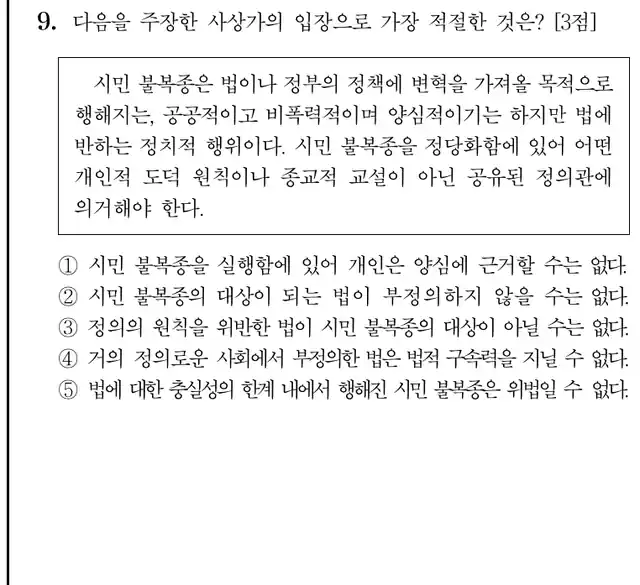 9. 다음을 주장한 사상가의 입장으로 가장 적절한 것은? [3점]
시민 불복종은 법이나 정부의 정책에 변혁을 가져올 목적으로
행해지는, 공공적이고 비폭력적이며 양심적이기는 하지만 법에
반하는 정치적 행위이다. 시민 불복종을 정당화함에 있어 어떤
개인적 도덕 원칙이나 종교적 교설이 아닌 공유된 정의관에
의거해야 한다.
① 시민 불복종을 실행함에 있어 개인은 양심에 근거할 수는 없다.
② 시민 불복종의 대상이 되는 법이 부정의하지 않을 수는 없다.
③ 정의의 원칙을 위반한 법이 시민 불복종의 대상이 아닐 수는 없다.
④ 거의 정의로운 사회에서 부정의한 법은 법적 구속력을 지닐 수 없다.
⑤ 법에 대한 충실성의 한계 내에서 행해진 시민 불복종은 위법일 수 없다.